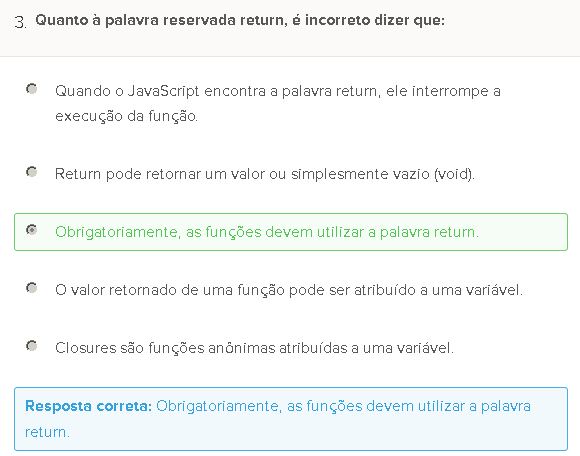 3. Quanto à palavra reservada return, é incorreto dizer que:
Quando o JavaScript encontra a palavra return, ele interrompe a
execução da função.
Return pode retornar um valor ou simplesmente vazio (void).
Obrigatoriamente, as funções devem utilizar a palavra return.
O valor retornado de uma função pode ser atribuído a uma variável.
Closures são funções anônimas atribuídas a uma variável.
Resposta correta: Obrigatoriamente, as funções devem utilizar a palavra
return.